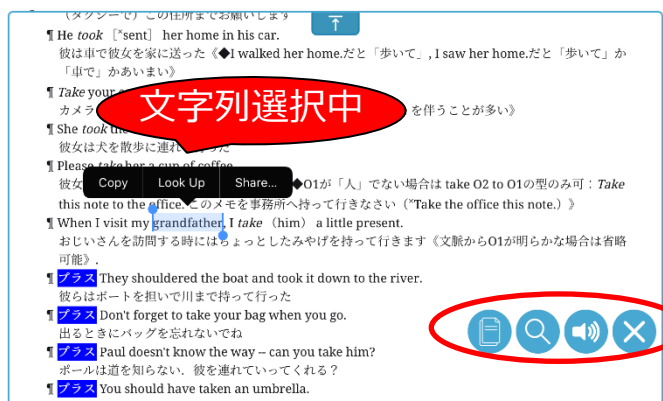 （タクシーで）この住所までお願いします
¶ He took ［˟sent］ her home in his car.
彼は車で彼女を家に送った《◆I walked her home.だと「歩いて」, I saw her home.だと「歩いて」か
「車で」かあいまい》
¶ Take your
カメラ を伴うことが多い》
文字列選択中
¶ She took the
彼女は犬を散歩に連れ
¶ Please take her a cup of coffee.
彼女 ◆O1が「人」でない場合は take O2 to O1の型のみ可：Take
Copy Look Up Share...
this note to the office. このメモを事務所へ持って行きなさい（˟Take the office this note.）》
¶ When I visit my grandfather, I take （him） a little present.
おじいさんを訪問する時にはちょっとしたみやげを持って行きます《文脈からO1が明らかな場合は省略
可能》.
¶ プラス They shouldered the boat and took it down to the river.
彼らはボートを担いで川まで持って行った
¶ プラス Don't forget to take your bag when you go.
出るときにバッグを忘れないでね
¶ プラス Paul doesn't know the way – can you take him?
ポールは道を知らない．彼を連れていってくれる？
¶ プラス You should have taken an umbrella.